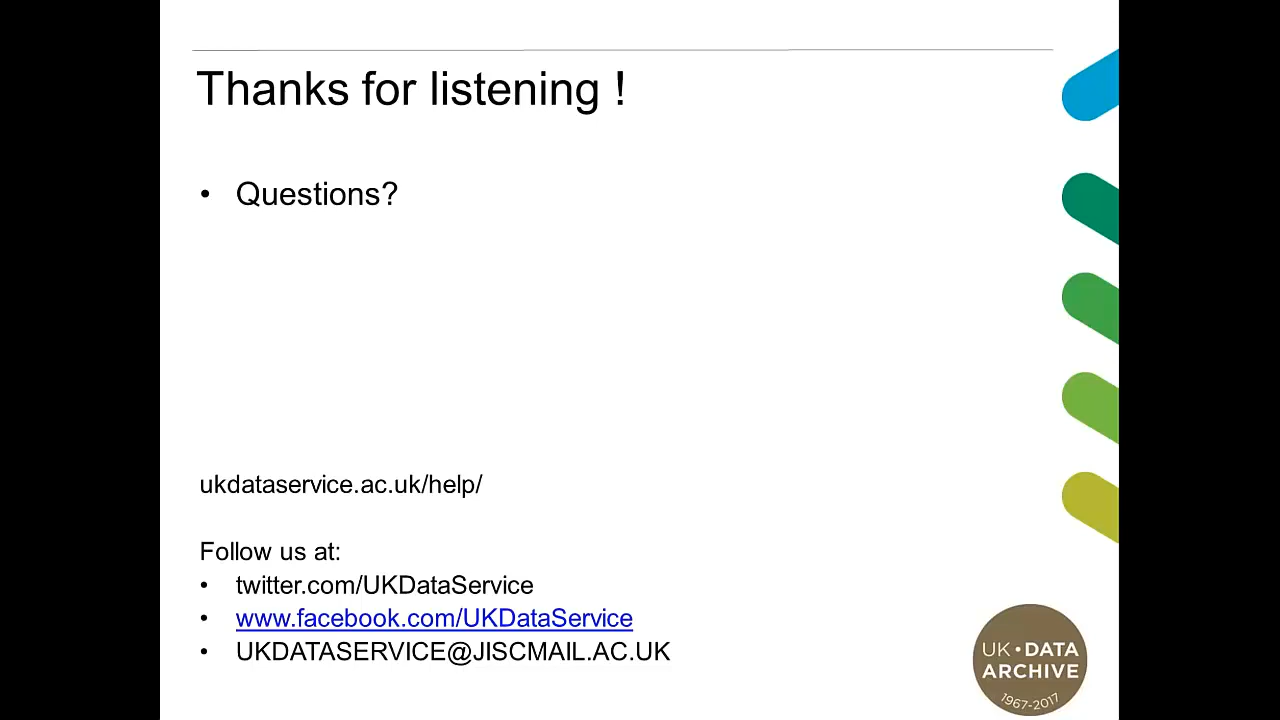 Thanks for listening !
• Questions?
ukdataservice.ac.uk/help/
Follow us at:
• twitter.com/UKDataService
• www.facebook.com/UKDataService
• UKDATASERVICE@JISCMAIL.AC.UK
UK • DATA
ARCHIVE
1967-2017